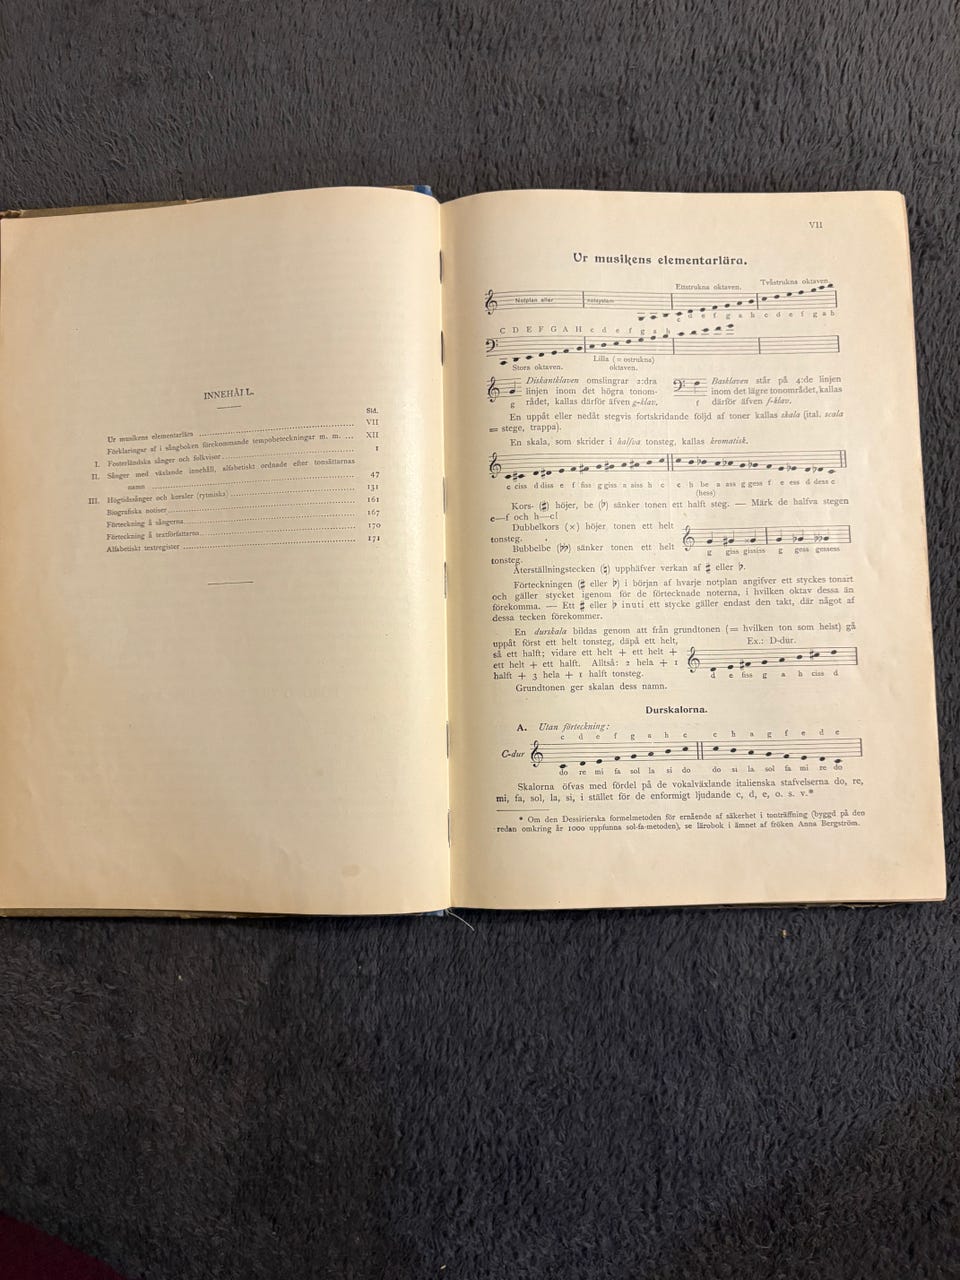 INNEHÅLL.
Sid.
Ur musikens elementarlära VII
Förklaringar af i sångboken förekommande tempobeteckningar m. m. ... XII
I. Fosterländska sånger och folkvisor 1
II. Sånger med växlande innehåll, alfabetiskt ordnade efter tonsättarnas
namn 47
III. Högtidssånger och koraler (rytmiska) 131
Biografiska notiser 161
Förteckning å sångerna 167
Förteckning å textförfattarna 170
Alfabetiskt textregister 171
VII
Ur musikens elementarlära.
Ettstrukna oktaven. Tvåstrukna oktaven.
Notplan eller notsystem
c d e f g a h c d e f g a h
C D E F G A H c d e f g a h
Stora oktaven. Lilla (= ostrukna)
oktaven.
Diskantklaven omslingrar 2:dra
linjen inom det högra tonom-
rådet, kallas därför äfven g-klav.
g
Basklaven står på 4:de linjen
inom det lägre tonområdet, kallas
därför äfven f-klav.
f
En uppåt eller nedåt stegvis fortskridande följd af toner kallas skala (ital. scala
= stege, trappa).
En skala, som skrider i halfva tonsteg, kallas kromatisk.
c ciss d diss e f fiss g giss a aiss h c c h be a ass g gess f e ess d dess c
(hess)
Kors- (♯) höjer, be (♭) sänker tonen ett halft steg. — Märk de halfva stegen
e—f och h—c!
Dubbelkors (×) höjer tonen ett helt
tonsteg.
Bubbelbe (♭♭) sänker tonen ett helt
tonsteg.
g giss gississ g gess gessess
Återställningstecken (♮) upphäfver verkan af ♯ eller ♭.
Förteckningen (♯ eller ♭) i början af hvarje notplan angifver ett styckes tonart
och gäller stycket igenom för de förtecknade noterna, i hvilken oktav dessa än
förekomma. — Ett ♯ eller ♭ inuti ett stycke gäller endast den takt, där något af
dessa tecken förekommer.
En durskala bildas genom att från grundtonen (= hvilken ton som helst) gå
uppåt först ett helt tonsteg, däpå ett helt,
så ett halft; vidare ett helt + ett helt +
ett helt + ett halft. Alltså: 2 hela + 1
halft + 3 hela + 1 halft tonsteg.
Ex.: D-dur.
d e fiss g a h ciss d
Grundtonen ger skalan dess namn.
Durskalorna.
A. Utan förteckning:
c d e f g a h c c h a g f e d c
C-dur
do re mi fa sol la si do do si la sol fa mi re do
Skalorna öfvas med fördel på de vokalväxlande italienska stafvelserna do, re,
mi, fa, sol, la, si, i stället för de enformigt ljudande c, d, e, o. s. v.*
* Om den Dessirierska formelmetoden för ernående af säkerhet i tonträffning (byggd på den
redan omkring år 1000 uppfunna sol-fa-metoden), se lärobok i ämnet af fröken Anna Bergström.